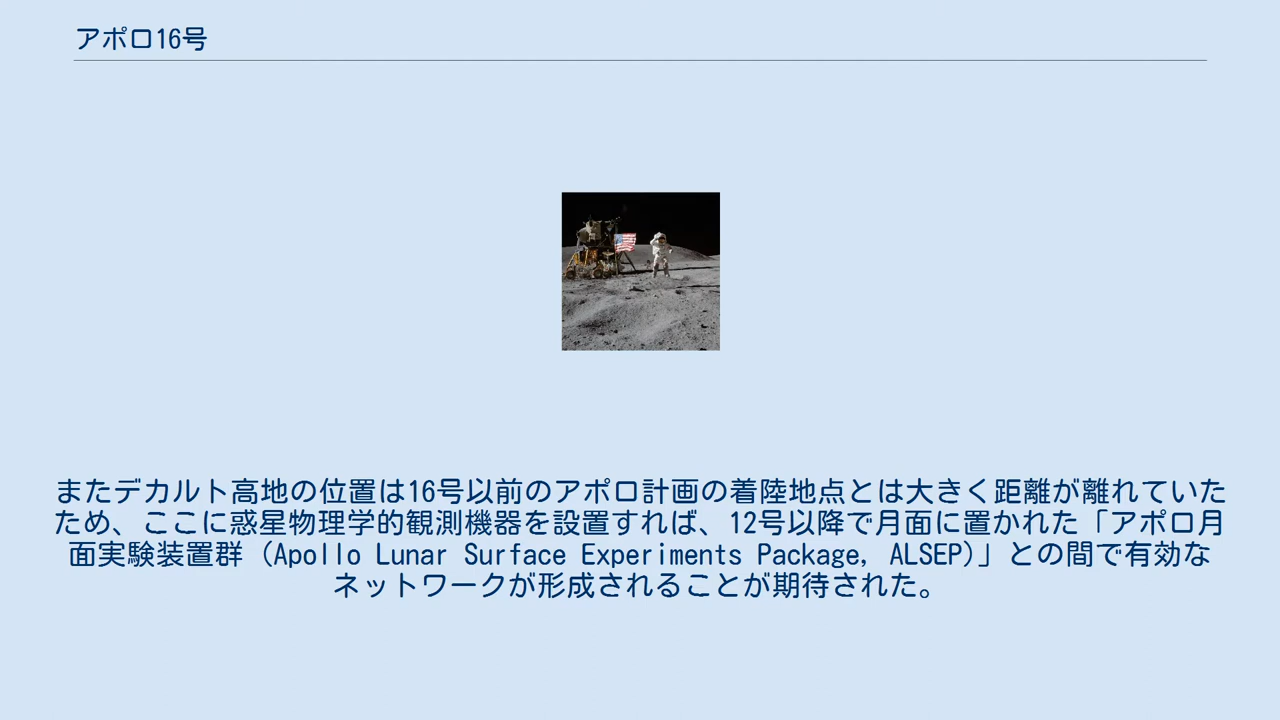 アポロ16号
またデカルト高地の位置は16号以前のアポロ計画の着陸地点とは大きく距離が離れていた
ため、ここに惑星物理学的観測機器を設置すれば、12号以降で月面に置かれた「アポロ月
面実験装置群（Apollo Lunar Surface Experiments Package, ALSEP)」との間で有効な
ネットワークが形成されることが期待された。